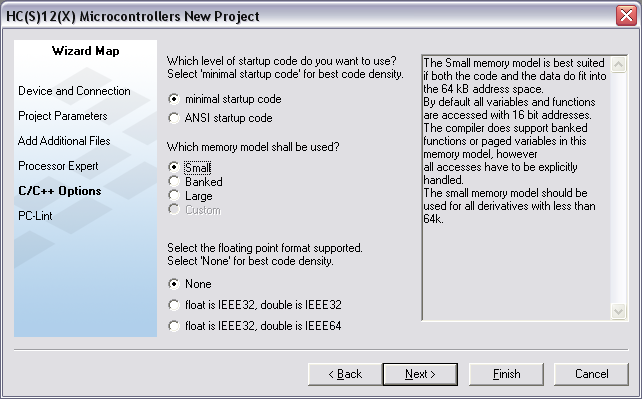 HC(S)12(X) Microcontrollers New Project
Wizard Map
Device and Connection
Project Parameters
Add Additional Files
Processor Expert
C/C++ Options
PC-Lint
Which level of startup code do you want to use?
Select 'minimal startup code' for best code density.
minimal startup code
ANSI startup code
Which memory model shall be used?
Small
Banked
Large
Custom
Select the floating point format supported.
Select 'None' for best code density.
None
float is IEEE32, double is IEEE32
float is IEEE32, double is IEEE64
The Small memory model is best suited
if both the code and the data do fit into
the 64 kB address space.
By default all variables and functions
are accessed with 16 bit addresses.
The compiler does support banked
functions or paged variables in this
memory model, however
all accesses have to be explicitly
handled.
The small memory model should be
used for all derivatives with less than
64k.
< Back
Next >
Finish
Cancel